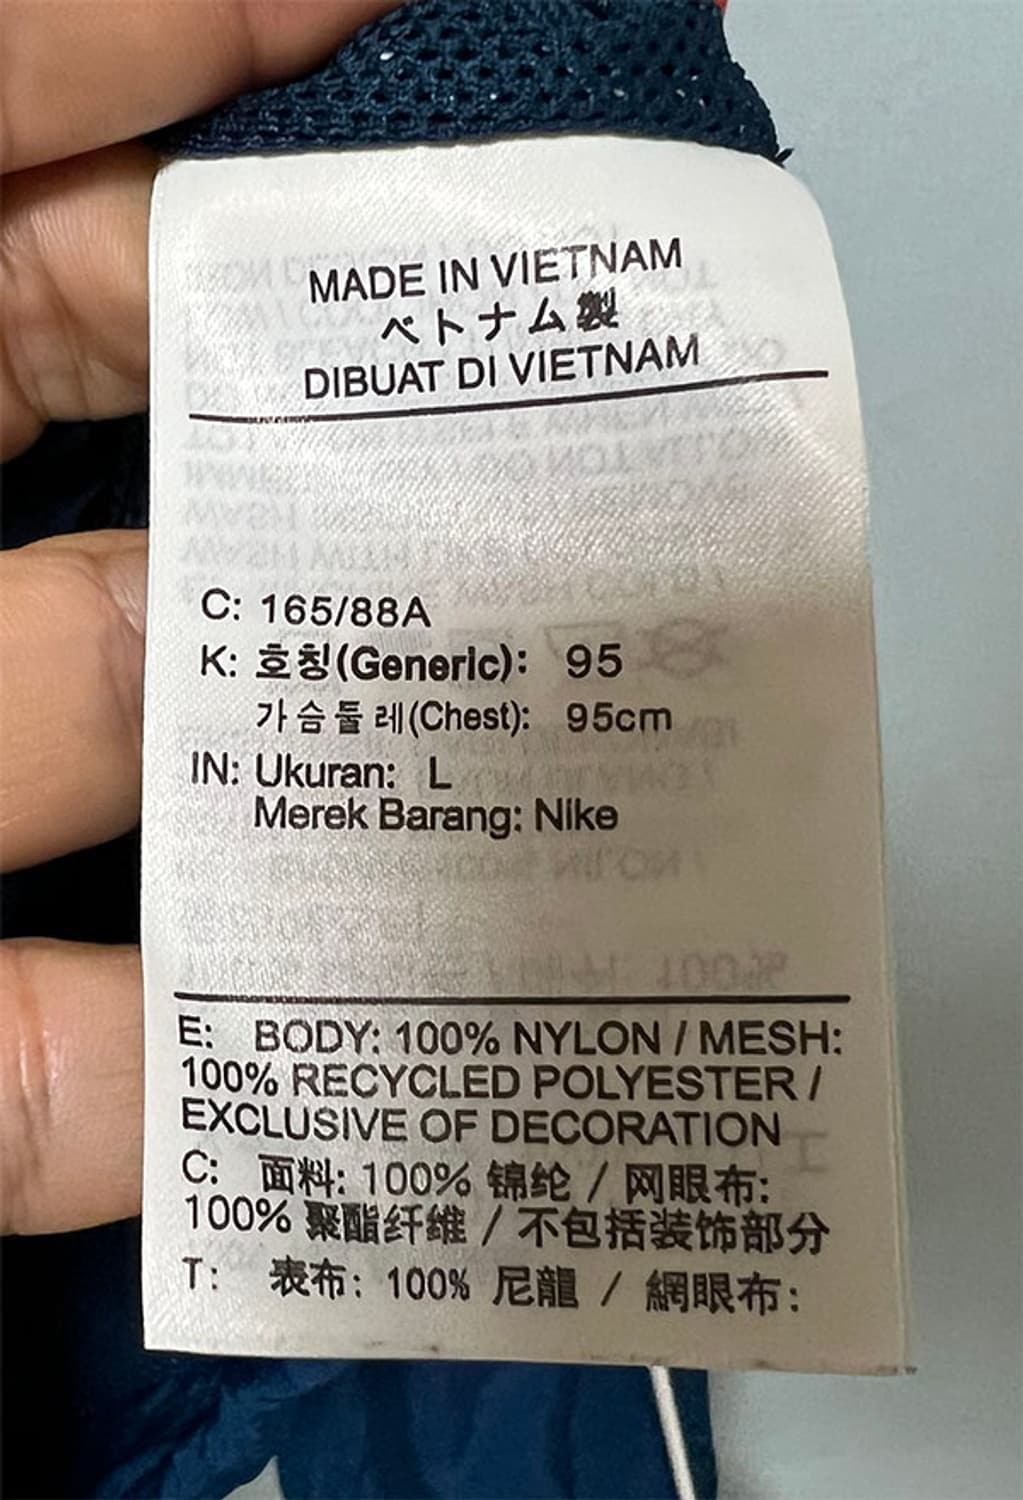 MADE IN VIETNAM
ベトナム製
DIBUAT DI VIETNAM
C: 165/88A
K: 호칭(Generic): 95
가슴둘레(Chest): 95cm
IN: Ukuran: L
Merek Barang: Nike
E: BODY: 100% NYLON / MESH:
100% RECYCLED POLYESTER /
EXCLUSIVE OF DECORATION
C: 面料: 100% 锦纶 / 网眼布:
100% 聚酯纤维 / 不包括装饰部分
T: 表布: 100% 尼龍 / 網眼布: